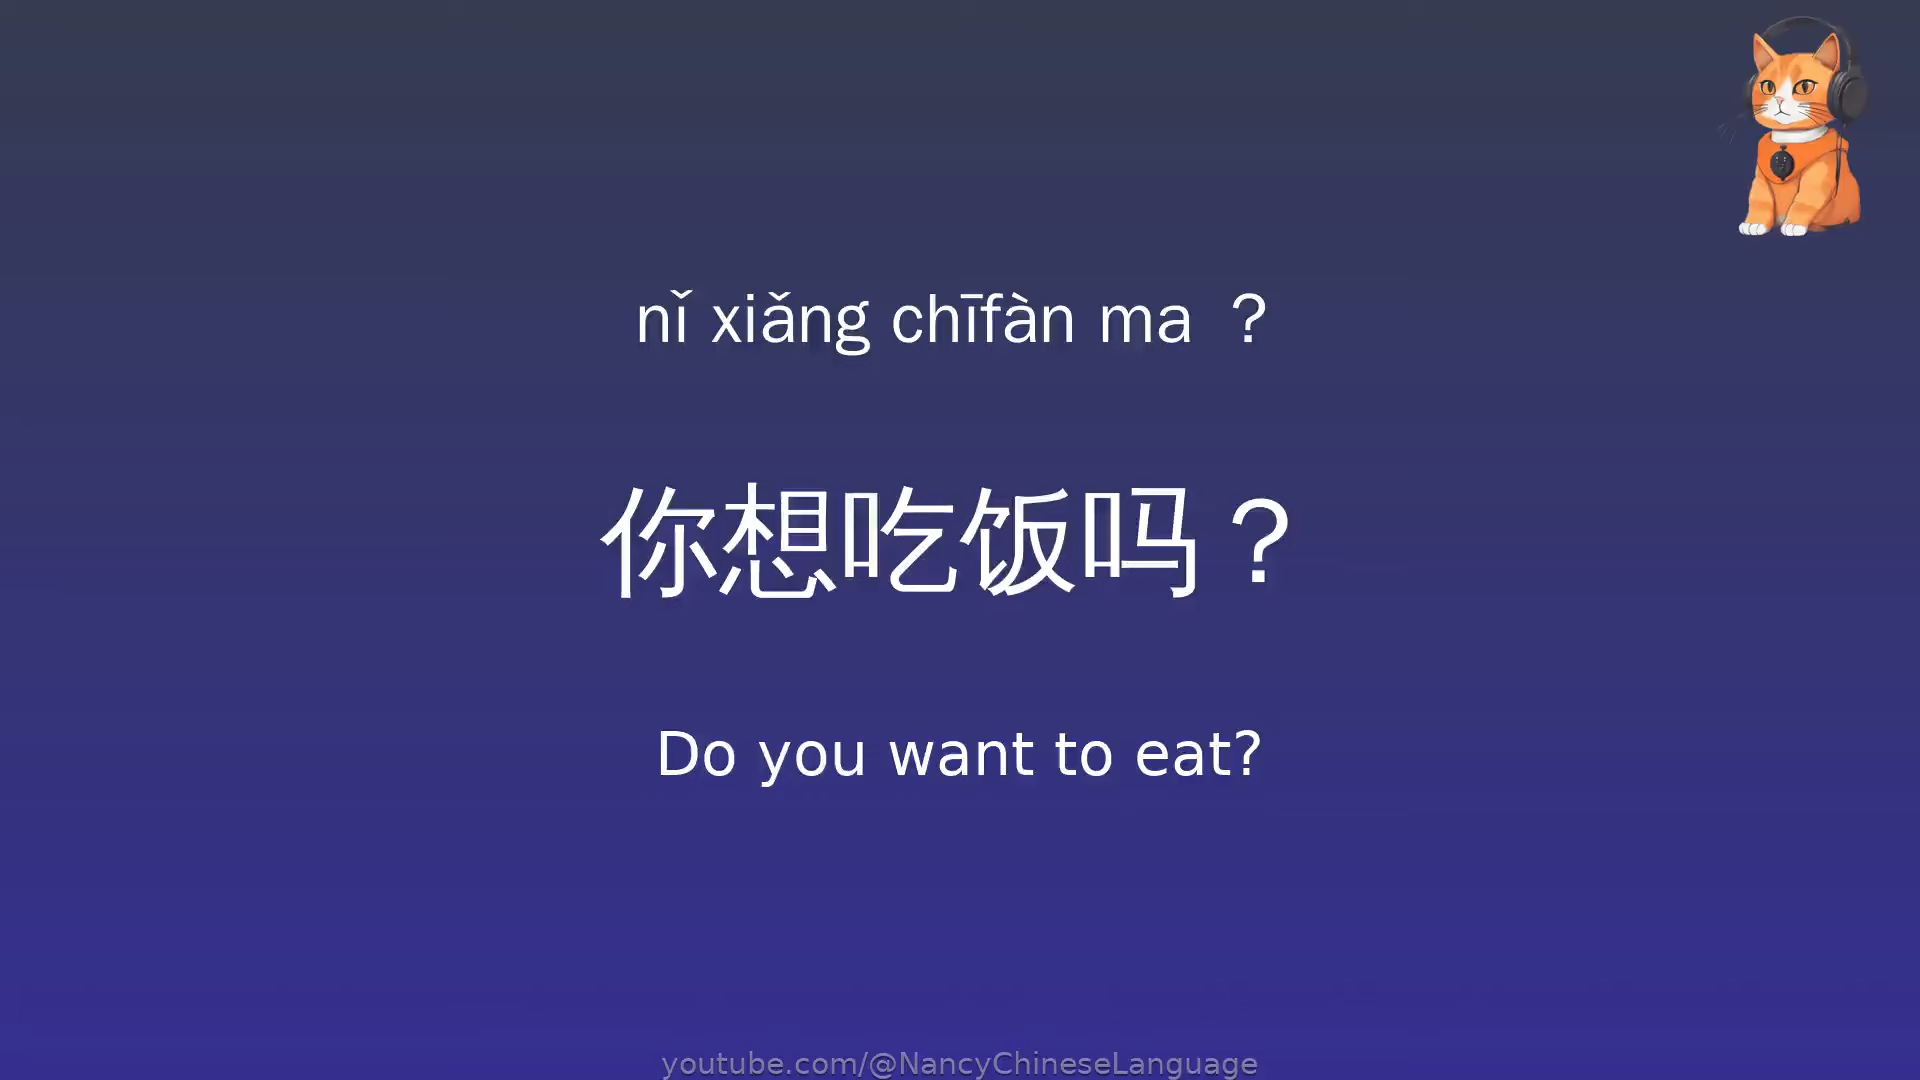 nǐ xiǎng chīfàn ma ？
你想吃饭吗？
Do you want to eat?
youtube.com/@NancyChineseLanguage